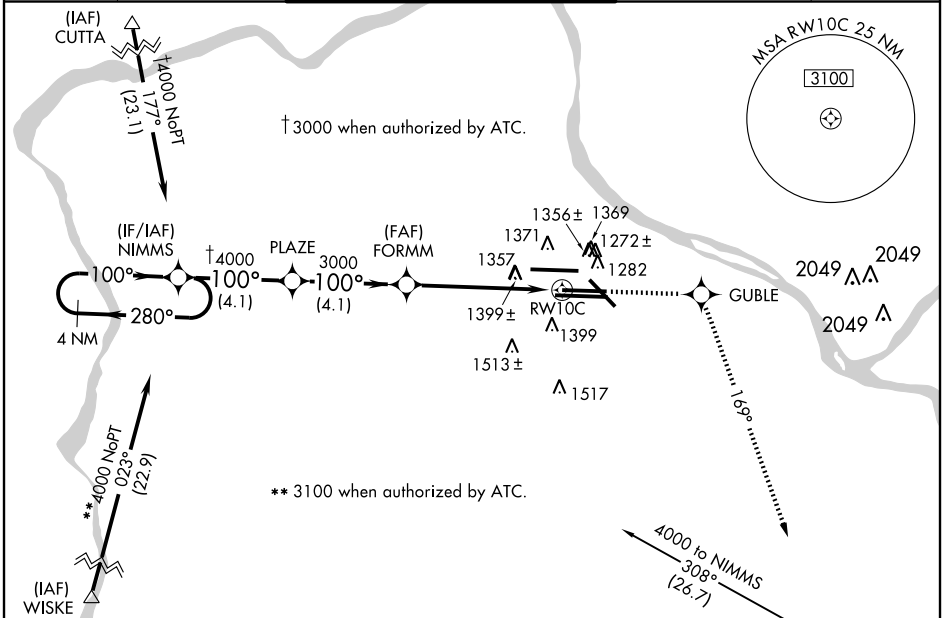 (IAF)
CUTTA
†4000 NoPT
177°
(23.1)
MSA RW10C 25 NM
3100
†3000 when authorized by ATC.
(IF/IAF)
NIMMS
†4000
100°
(4.1)
PLAZE
3000
100°
(4.1)
(FAF)
FORMM
100°
280°
4 NM
1356±
1369
1371
1272±
1357
1282
1399±
RW10C
1399
1513±
1517
GUBLE
2049
2049
2049
169°
**4000 NoPT
023°
(22.9)
** 3100 when authorized by ATC.
(IAF)
WISKE
4000 to NIMMS
308°
(26.7)